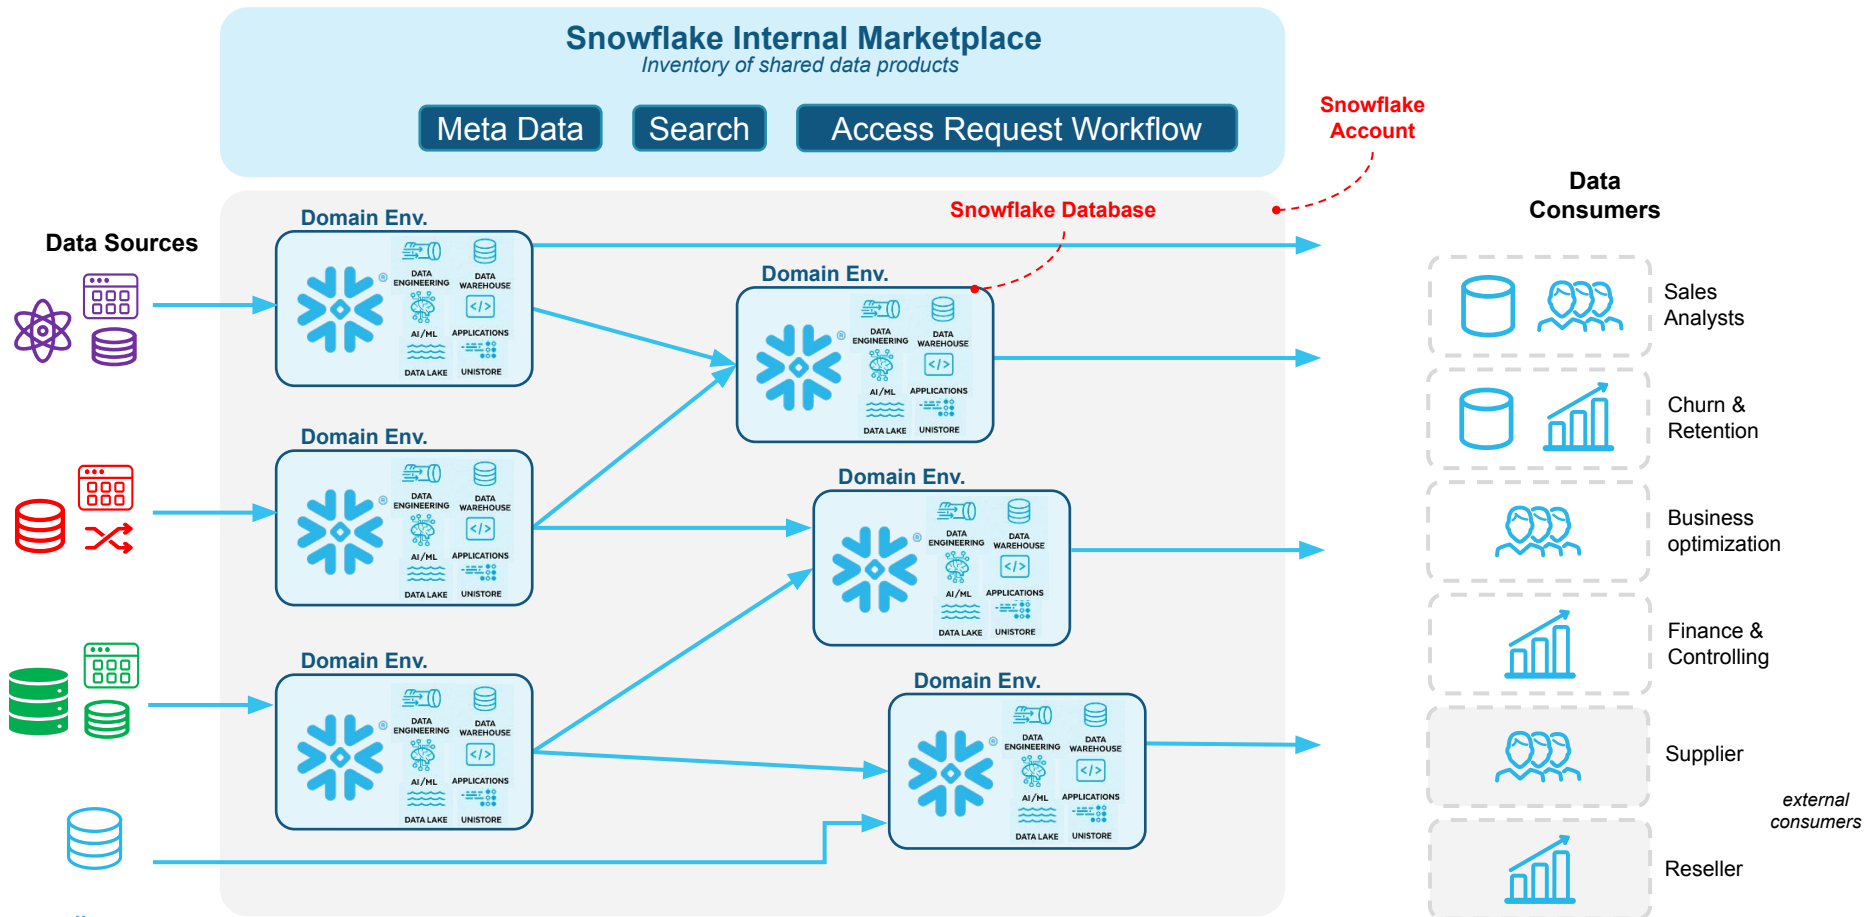 Snowflake Internal Marketplace
Inventory of shared data products
Meta Data
Search
Access Request Workflow
Snowflake
Account
Data
Consumers
Data Sources
Domain Env.
®
DATA
ENGINEERING
DATA
WAREHOUSE
AI/ML
APPLICATIONS
DATA LAKE
UNISTORE
Snowflake Database
Domain Env.
®
DATA
ENGINEERING
DATA
WAREHOUSE
AI/ML
APPLICATIONS
DATA LAKE
UNISTORE
Domain Env.
®
DATA
ENGINEERING
DATA
WAREHOUSE
AI/ML
APPLICATIONS
DATA LAKE
UNISTORE
Domain Env.
®
DATA
ENGINEERING
DATA
WAREHOUSE
AI/ML
APPLICATIONS
DATA LAKE
UNISTORE
Domain Env.
®
DATA
ENGINEERING
DATA
WAREHOUSE
AI/ML
APPLICATIONS
DATA LAKE
UNISTORE
Domain Env.
®
DATA
ENGINEERING
DATA
WAREHOUSE
AI/ML
APPLICATIONS
DATA LAKE
UNISTORE
Sales
Analysts
Churn &
Retention
Business
optimization
Finance &
Controlling
Supplier
external
consumers
Reseller